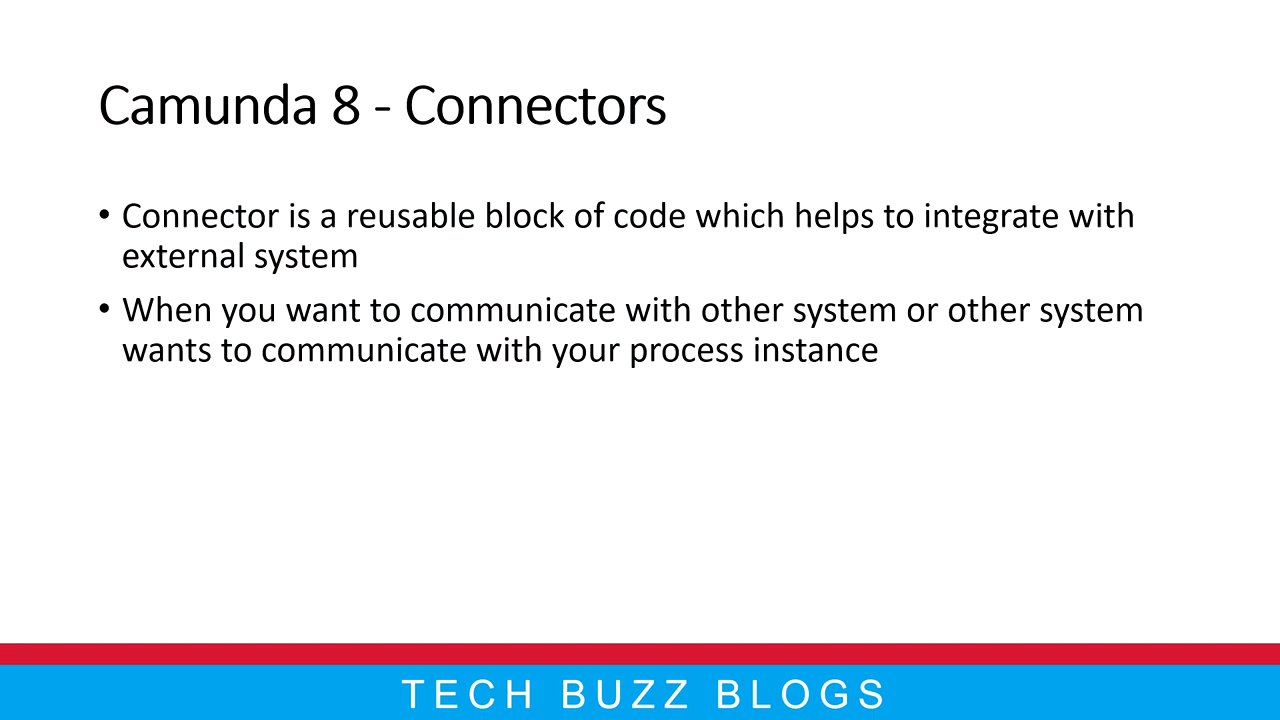 Camunda 8 - Connectors
• Connector is a reusable block of code which helps to integrate with
external system
• When you want to communicate with other system or other system
wants to communicate with your process instance
TECH BUZZ BLOGS